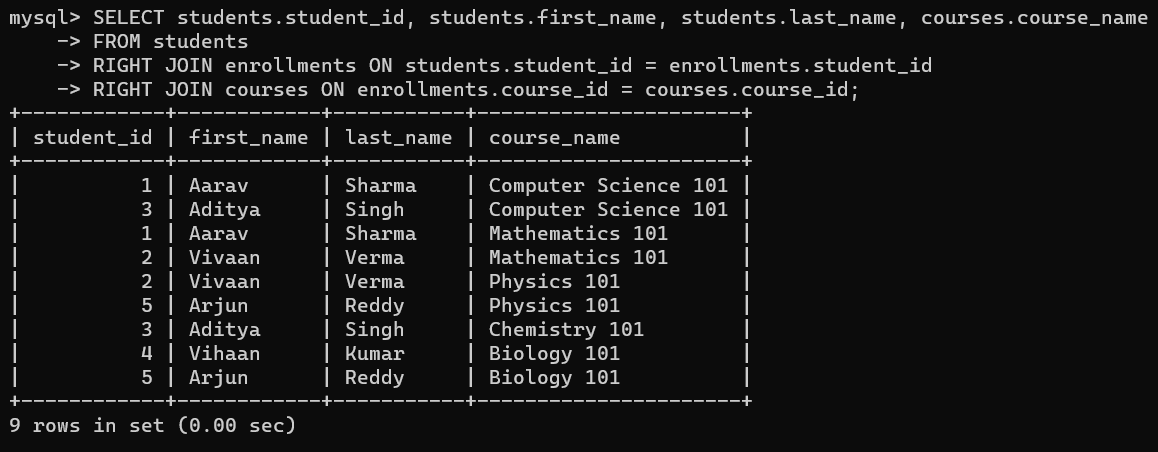 mysql> SELECT students.student_id, students.first_name, students.last_name, courses.course_name
    -> FROM students
    -> RIGHT JOIN enrollments ON students.student_id = enrollments.student_id
    -> RIGHT JOIN courses ON enrollments.course_id = courses.course_id;
+------------+------------+-----------+----------------------+
| student_id | first_name | last_name | course_name          |
+------------+------------+-----------+----------------------+
|          1 | Aarav      | Sharma    | Computer Science 101 |
|          3 | Aditya     | Singh     | Computer Science 101 |
|          1 | Aarav      | Sharma    | Mathematics 101      |
|          2 | Vivaan     | Verma     | Mathematics 101      |
|          2 | Vivaan     | Verma     | Physics 101          |
|          5 | Arjun      | Reddy     | Physics 101          |
|          3 | Aditya     | Singh     | Chemistry 101        |
|          4 | Vihaan     | Kumar     | Biology 101          |
|          5 | Arjun      | Reddy     | Biology 101          |
+------------+------------+-----------+----------------------+
9 rows in set (0.00 sec)